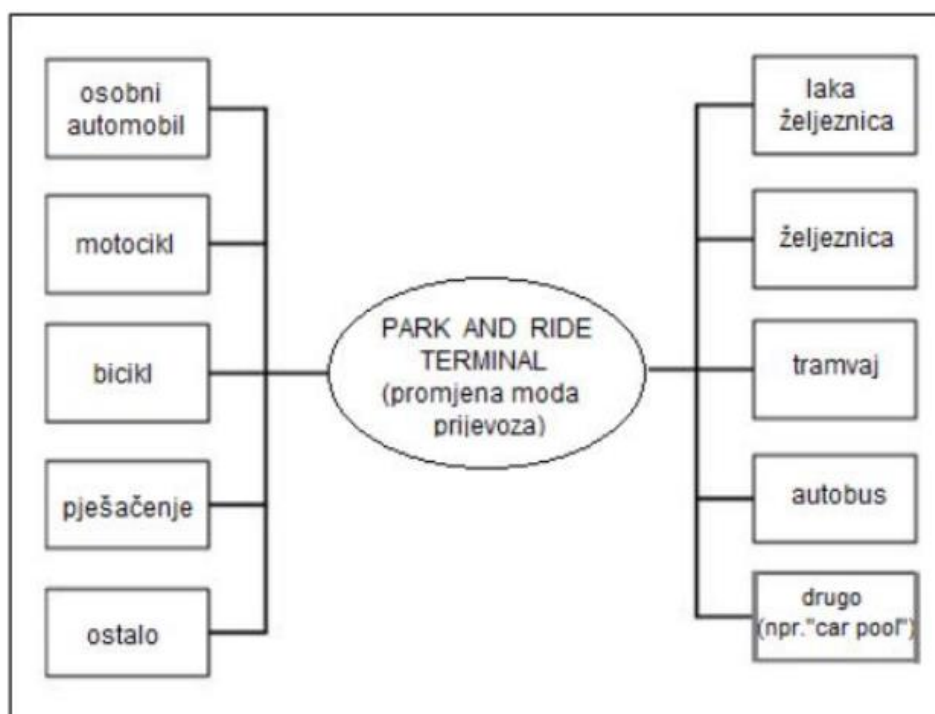 osobni
automobil
motocikl
bicikl
pješačenje
ostalo
PARK AND RIDE
TERMINAL
(promjena moda
prijevoza)
laka
željeznica
željeznica
tramvaj
autobus
drugo
(npr."car pool")